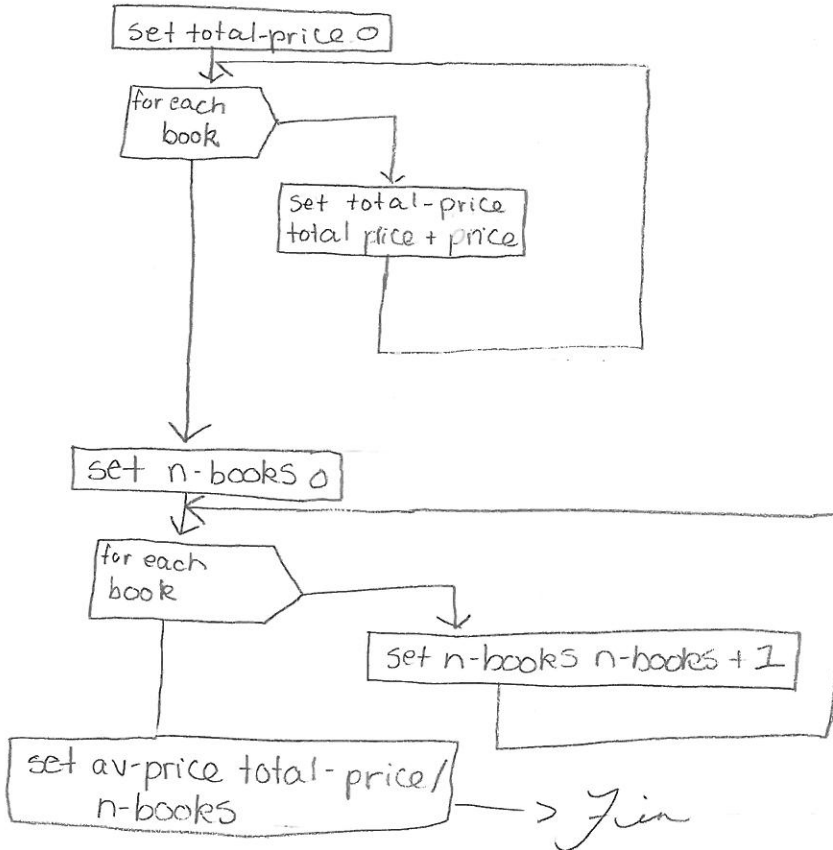 set total-price 0
for each
book
set total-price
total price + price
set n-books 0
for each
book
set n-books n-books + 1
set av-price total-price/
n-books
Fin